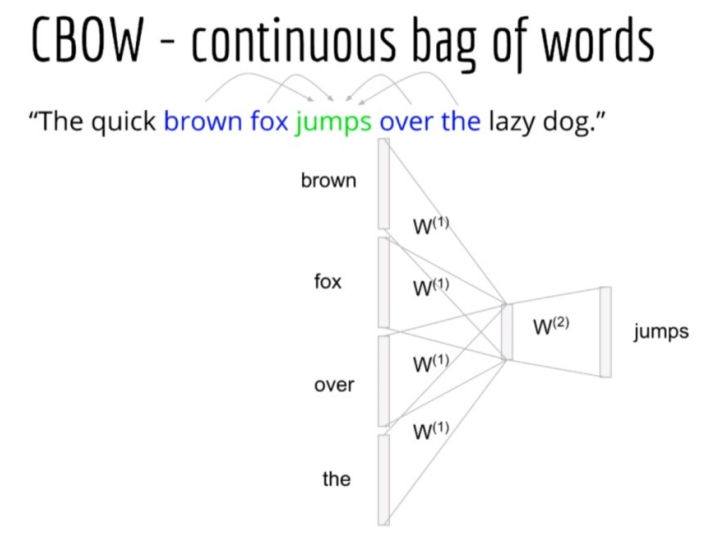 CBOW - continuous bag of words
“The quick brown fox jumps over the lazy dog.”
brown
W(1)
fox
W(1)
W(2)
jumps
W(1)
over
W(1)
the